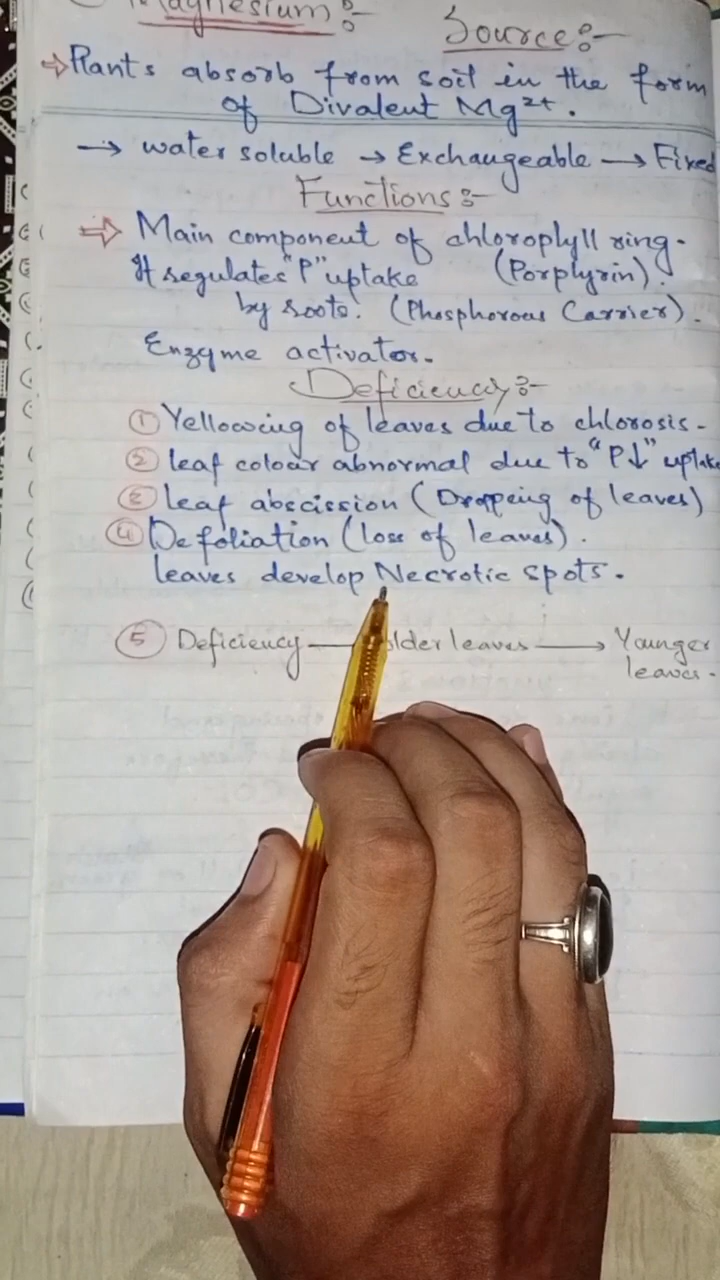 Magnesium:-
Source:-
⇒ Plants absorb from soil in the form
of Divalent Mg²⁺.
→ water soluble → Exchangeable → Fixed
Functions:-
⇒ Main component of chlorophyll ring.
It regulates "P" uptake (Porphyrin).
by roots. (Phosphorous Carrier).
Enzyme activator.
Deficiency:-
① Yellowing of leaves due to chlorosis.
② leaf colour abnormal due to "P↓" uptake
③ leaf abscission (Dropping of leaves)
④ Defoliation (loss of leaves).
leaves develop Necrotic spots.
⑤ Deficiency → older leaves → Younger
leaves.